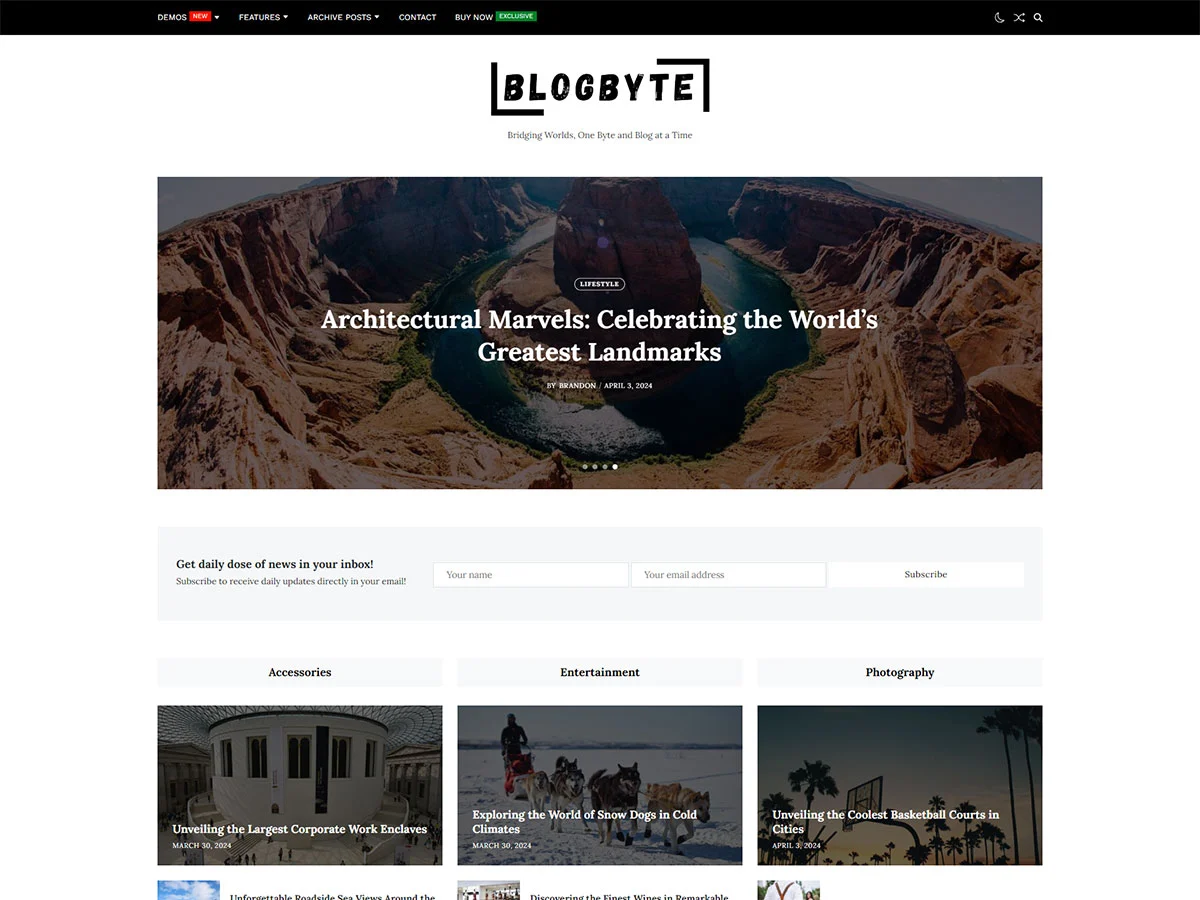 DEMOS NEW FEATURES ARCHIVE POSTS CONTACT BUY NOW EXCLUSIVE
BLOGBYTE
Bridging Worlds, One Byte and Blog at a Time
LIFESTYLE
Architectural Marvels: Celebrating the World’s
Greatest Landmarks
BY BRANDON / APRIL 3, 2024
Get daily dose of news in your inbox!
Subscribe to receive daily updates directly in your email!
Your name
Your email address
Subscribe
Accessories
Entertainment
Photography
Unveiling the Largest Corporate Work Enclaves
MARCH 30, 2024
Exploring the World of Snow Dogs in Cold
Climates
MARCH 30, 2024
Unveiling the Coolest Basketball Courts in
Cities
APRIL 3, 2024
Unforgettable Roadside Sea Views Around the
Discovering the Finest Wines in Remarkable